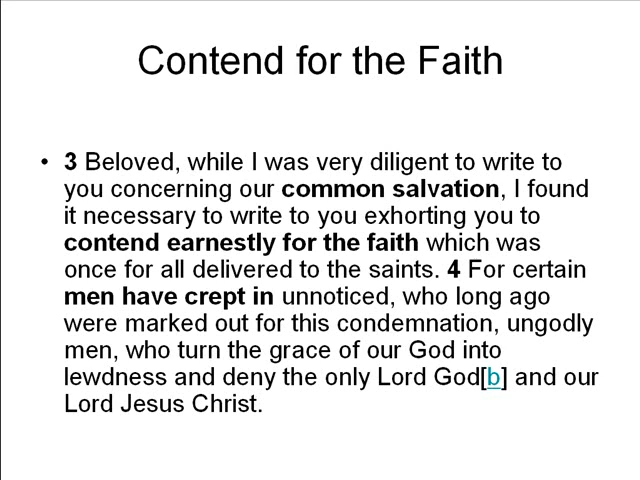 Contend for the Faith
• 3 Beloved, while I was very diligent to write to
you concerning our common salvation, I found
it necessary to write to you exhorting you to
contend earnestly for the faith which was
once for all delivered to the saints. 4 For certain
men have crept in unnoticed, who long ago
were marked out for this condemnation, ungodly
men, who turn the grace of our God into
lewdness and deny the only Lord God[b] and our
Lord Jesus Christ.